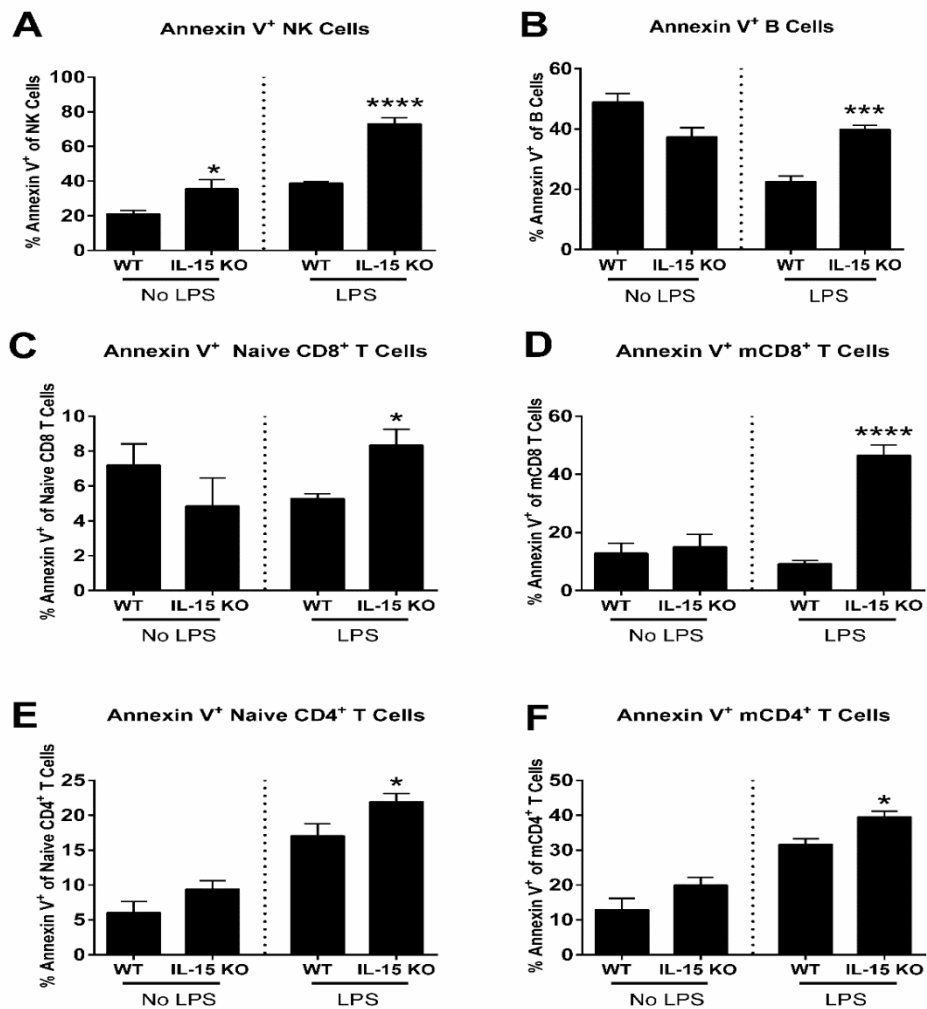 A Annexin V⁺ NK Cells
% Annexin V⁺ of NK Cells
100
80
60
40
20
0
*
****
WT IL-15 KO WT IL-15 KO
No LPS LPS
B Annexin V⁺ B Cells
% Annexin V⁺ of B Cells
60
40
20
0
***
WT IL-15 KO WT IL-15 KO
No LPS LPS
C Annexin V⁺ Naive CD8⁺ T Cells
% Annexin V⁺ of Naive CD8 T Cells
10
8
6
4
2
0
*
WT IL-15 KO WT IL-15 KO
No LPS LPS
D Annexin V⁺ mCD8⁺ T Cells
% Annexin V⁺ of mCD8 T Cells
60
40
20
0
****
WT IL-15 KO WT IL-15 KO
No LPS LPS
E Annexin V⁺ Naive CD4⁺ T Cells
% Annexin V⁺ of Naive CD4⁺ T Cells
25
20
15
10
5
0
*
WT IL-15 KO WT IL-15 KO
No LPS LPS
F Annexin V⁺ mCD4⁺ T Cells
% Annexin V⁺ of mCD4⁺ T Cells
50
40
30
20
10
0
*
WT IL-15 KO WT IL-15 KO
No LPS LPS